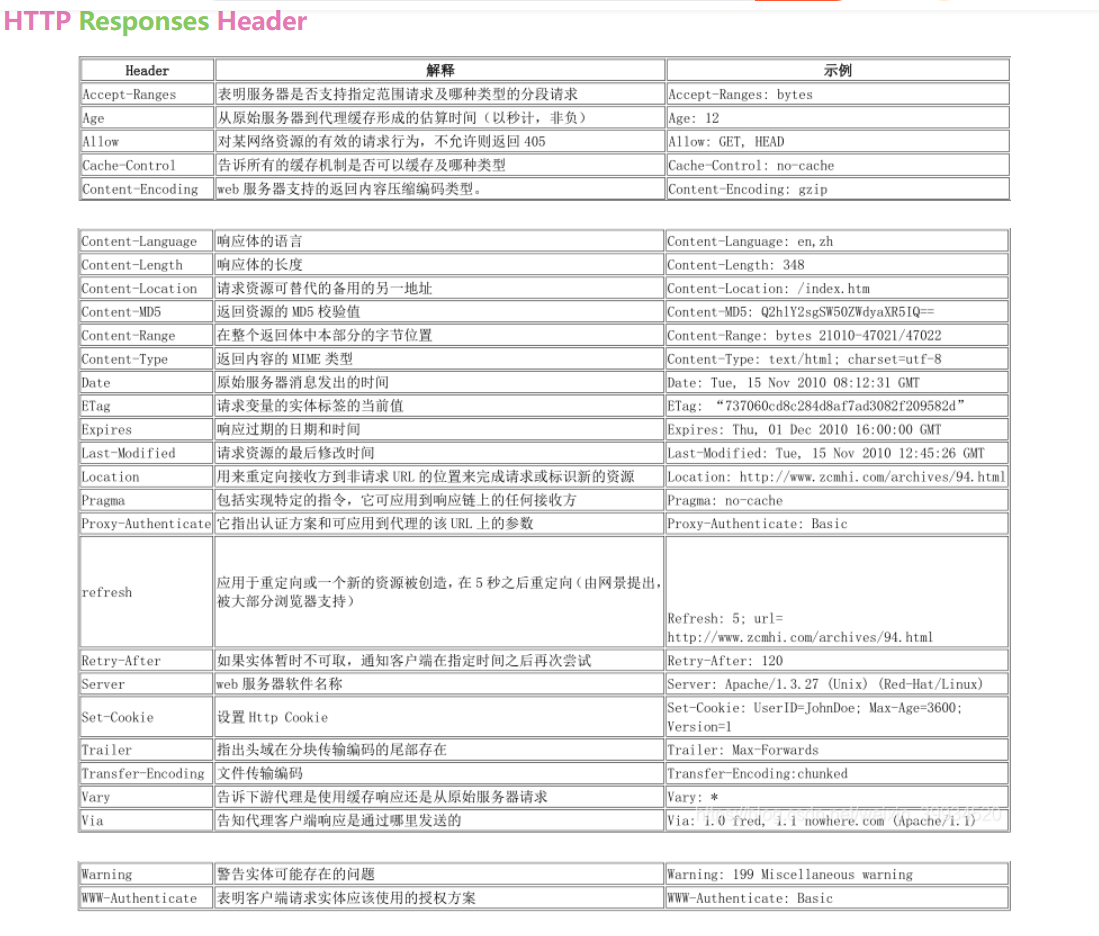 HTTP Responses Header
Header 解释 示例
Accept-Ranges 表明服务器是否支持指定范围请求及哪种类型的分段请求 Accept-Ranges: bytes
Age 从原始服务器到代理缓存形成的估算时间（以秒计，非负） Age: 12
Allow 对某网络资源的有效的请求行为，不允许则返回 405 Allow: GET, HEAD
Cache-Control 告诉所有的缓存机制是否可以缓存及哪种类型 Cache-Control: no-cache
Content-Encoding web 服务器支持的返回内容压缩编码类型。 Content-Encoding: gzip
Content-Language 响应体的语言 Content-Language: en,zh
Content-Length 响应体的长度 Content-Length: 348
Content-Location 请求资源可替代的备用的另一地址 Content-Location: /index.htm
Content-MD5 返回资源的 MD5 校验值 Content-MD5: Q2hlY2sgSW50ZWdyaXR5IQ==
Content-Range 在整个返回体中本部分的字节位置 Content-Range: bytes 21010-47021/47022
Content-Type 返回内容的 MIME 类型 Content-Type: text/html; charset=utf-8
Date 原始服务器消息发出的时间 Date: Tue, 15 Nov 2010 08:12:31 GMT
ETag 请求变量的实体标签的当前值 ETag: “737060cd8c284d8af7ad3082f209582d”
Expires 响应过期的日期和时间 Expires: Thu, 01 Dec 2010 16:00:00 GMT
Last-Modified 请求资源的最后修改时间 Last-Modified: Tue, 15 Nov 2010 12:45:26 GMT
Location 用来重定向接收方到非请求 URL 的位置来完成请求或标识新的资源 Location: http://www.zcmhi.com/archives/94.html
Pragma 包括实现特定的指令，它可应用到响应链上的任何接收方 Pragma: no-cache
Proxy-Authenticate 它指出认证方案和可应用到代理的该 URL 上的参数 Proxy-Authenticate: Basic
refresh 应用于重定向或一个新的资源被创造，在 5 秒之后重定向（由网景提出，
被大部分浏览器支持）
Refresh: 5; url=
http://www.zcmhi.com/archives/94.html
Retry-After 如果实体暂时不可取，通知客户端在指定时间之后再次尝试 Retry-After: 120
Server web 服务器软件名称 Server: Apache/1.3.27 (Unix) (Red-Hat/Linux)
Set-Cookie 设置 Http Cookie Set-Cookie: UserID=JohnDoe; Max-Age=3600;
Version=1
Trailer 指出头域在分块传输编码的尾部存在 Trailer: Max-Forwards
Transfer-Encoding 文件传输编码 Transfer-Encoding:chunked
Vary 告诉下游代理是使用缓存响应还是从原始服务器请求 Vary: *
Via 告知代理客户端响应是通过哪里发送的 Via: 1.0 fred, 1.1 nowhere.com (Apache/1.1)
Warning 警告实体可能存在的问题 Warning: 199 Miscellaneous warning
WWW-Authenticate 表明客户端请求实体应该使用的授权方案 WWW-Authenticate: Basic